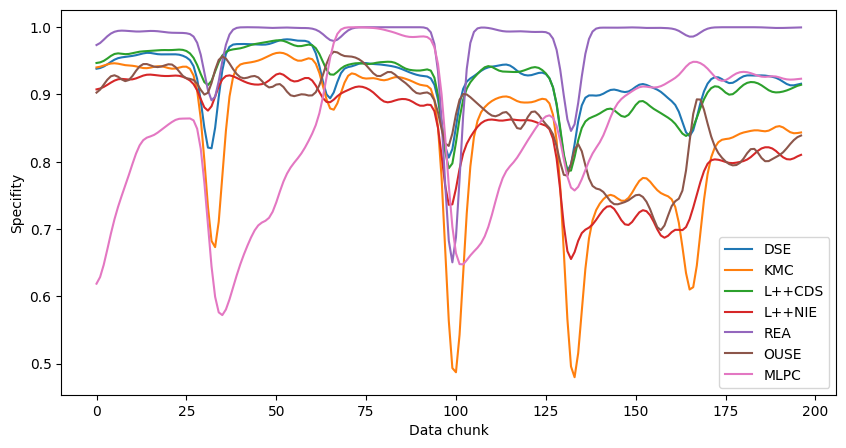 1.0
0.9
0.8
0.7
0.6
0.5
Specifity
0 25 50 75 100 125 150 175 200
Data chunk
DSE
KMC
L++CDS
L++NIE
REA
OUSE
MLPC